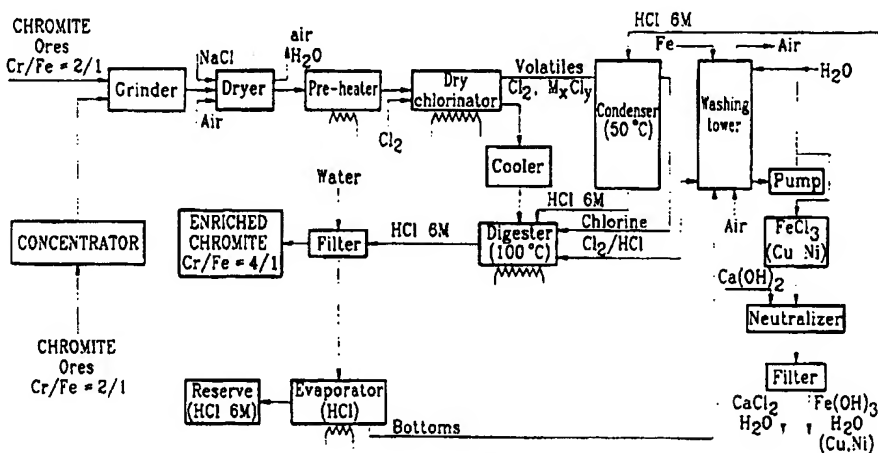 CHROMITE
Ores
Cr/Fe = 2/1
Grinder
NaCl
Air
Dryer
air
H₂O
Pre-heater
Cl₂
Dry
chlorinator
Volatiles
Cl₂, MₓClᵧ
Condenser
(50 °C)
HCl 6M
Fe
Air
Washing
tower
H₂O
Pump
Air
FeCl₃
(Cu Ni)
Ca(OH)₂
Neutralizer
Filter
CaCl₂
H₂O
Fe(OH)₃
H₂O
(Cu,Ni)
Cooler
HCl 6M
Chlorine
Cl₂/HCl
Digester
(100 °C)
HCl 6M
Water
Filter
ENRICHED
CHROMITE
Cr/Fe = 4/1
CONCENTRATOR
CHROMITE
Ores
Cr/Fe = 2/1
Reserve
(HCl 6M)
Evaporator
(HCl)
Bottoms